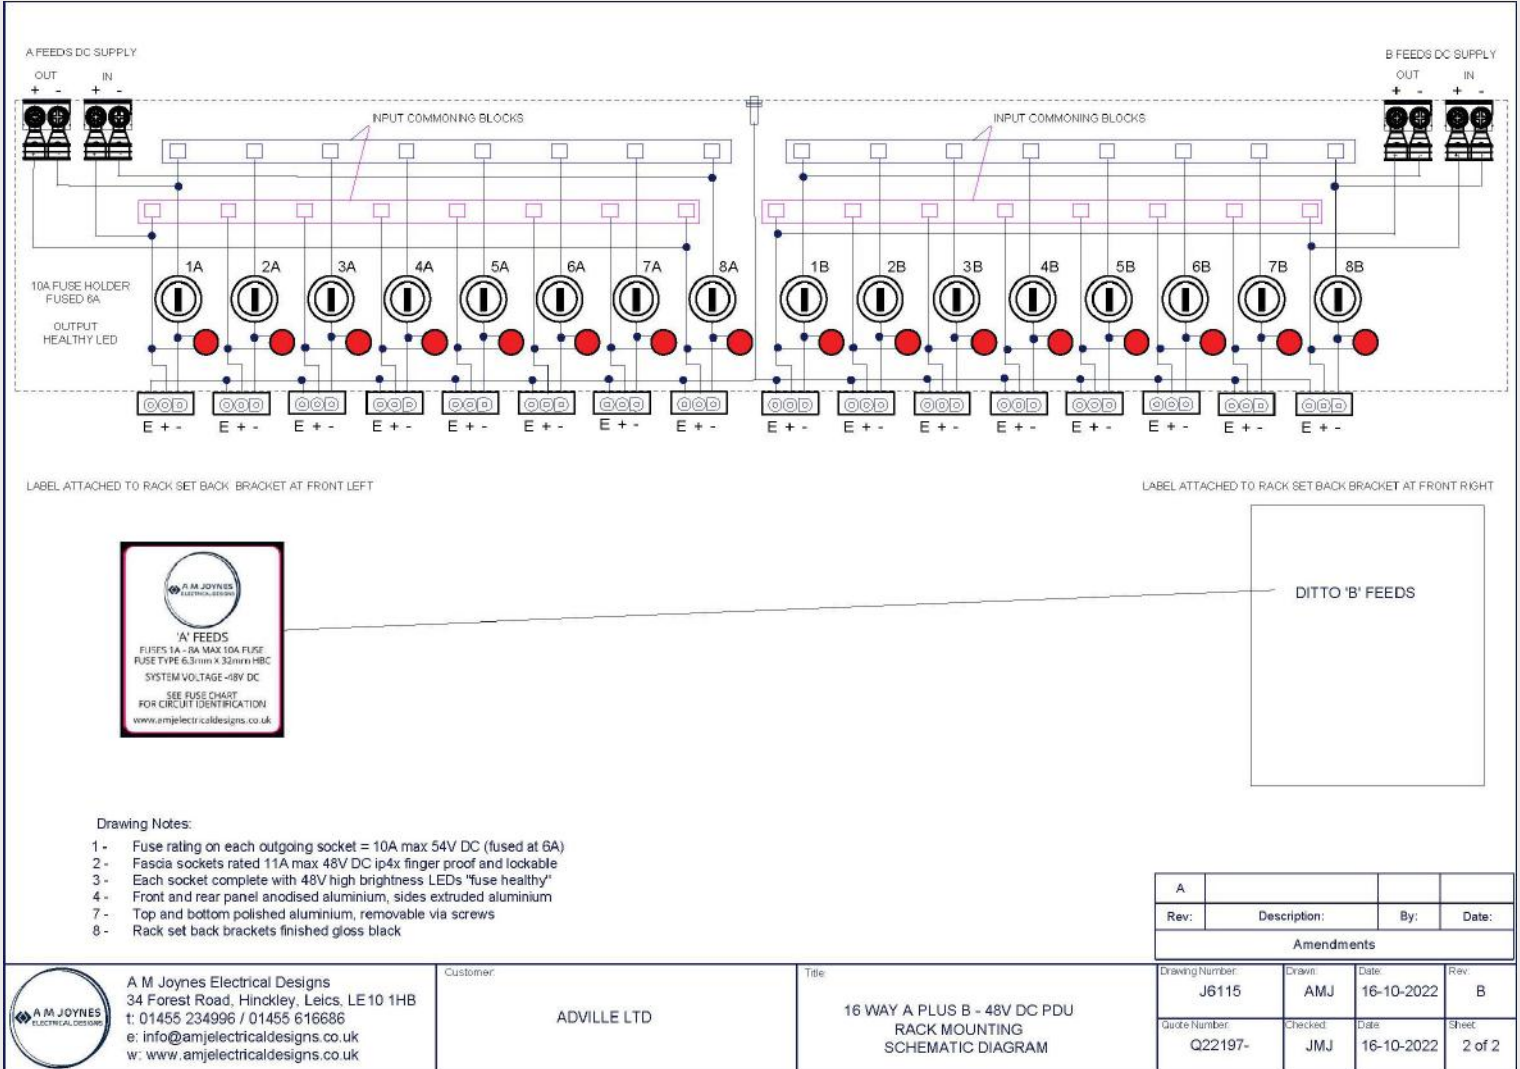 A FEEDS DC SUPPLY
OUT IN
+ - + -
B FEEDS DC SUPPLY
OUT IN
+ - + -
INPUT COMMONING BLOCKS
INPUT COMMONING BLOCKS
1A 2A 3A 4A 5A 6A 7A 8A 1B 2B 3B 4B 5B 6B 7B 8B
10A FUSE HOLDER
FUSED 6A
OUTPUT
HEALTHY LED
E + - E + - E + - E + - E + - E + - E + - E + - E + - E + - E + - E + - E + - E + - E + - E + -
LABEL ATTACHED TO RACK SET BACK BRACKET AT FRONT LEFT
LABEL ATTACHED TO RACK SET BACK BRACKET AT FRONT RIGHT
A M JOYNES
ELECTRICAL DESIGNS
'A' FEEDS
FUSES 1A - 8A MAX 10A FUSE
FUSE TYPE 6.3mm X 32mm HBC
SYSTEM VOLTAGE -48V DC
SEE FUSE CHART
FOR CIRCUIT IDENTIFICATION
www.amjelectricaldesigns.co.uk
DITTO 'B' FEEDS
Drawing Notes:
1 - Fuse rating on each outgoing socket = 10A max 54V DC (fused at 6A)
2 - Fascia sockets rated 11A max 48V DC ip4x finger proof and lockable
3 - Each socket complete with 48V high brightness LEDs "fuse healthy"
4 - Front and rear panel anodised aluminium, sides extruded aluminium
7 - Top and bottom polished aluminium, removable via screws
8 - Rack set back brackets finished gloss black
A
Rev: Description: By: Date:
Amendments
A M JOYNES
ELECTRICAL DESIGNS
A M Joynes Electrical Designs
34 Forest Road, Hinckley, Leics, LE10 1HB
t: 01455 234996 / 01455 616686
e: info@amjelectricaldesigns.co.uk
w: www.amjelectricaldesigns.co.uk
Customer:
ADVILLE LTD
Title:
16 WAY A PLUS B - 48V DC PDU
RACK MOUNTING
SCHEMATIC DIAGRAM
Drawing Number: Drawn: Date: Rev:
J6115 AMJ 16-10-2022 B
Quote Number: Checked: Date: Sheet:
Q22197- JMJ 16-10-2022 2 of 2